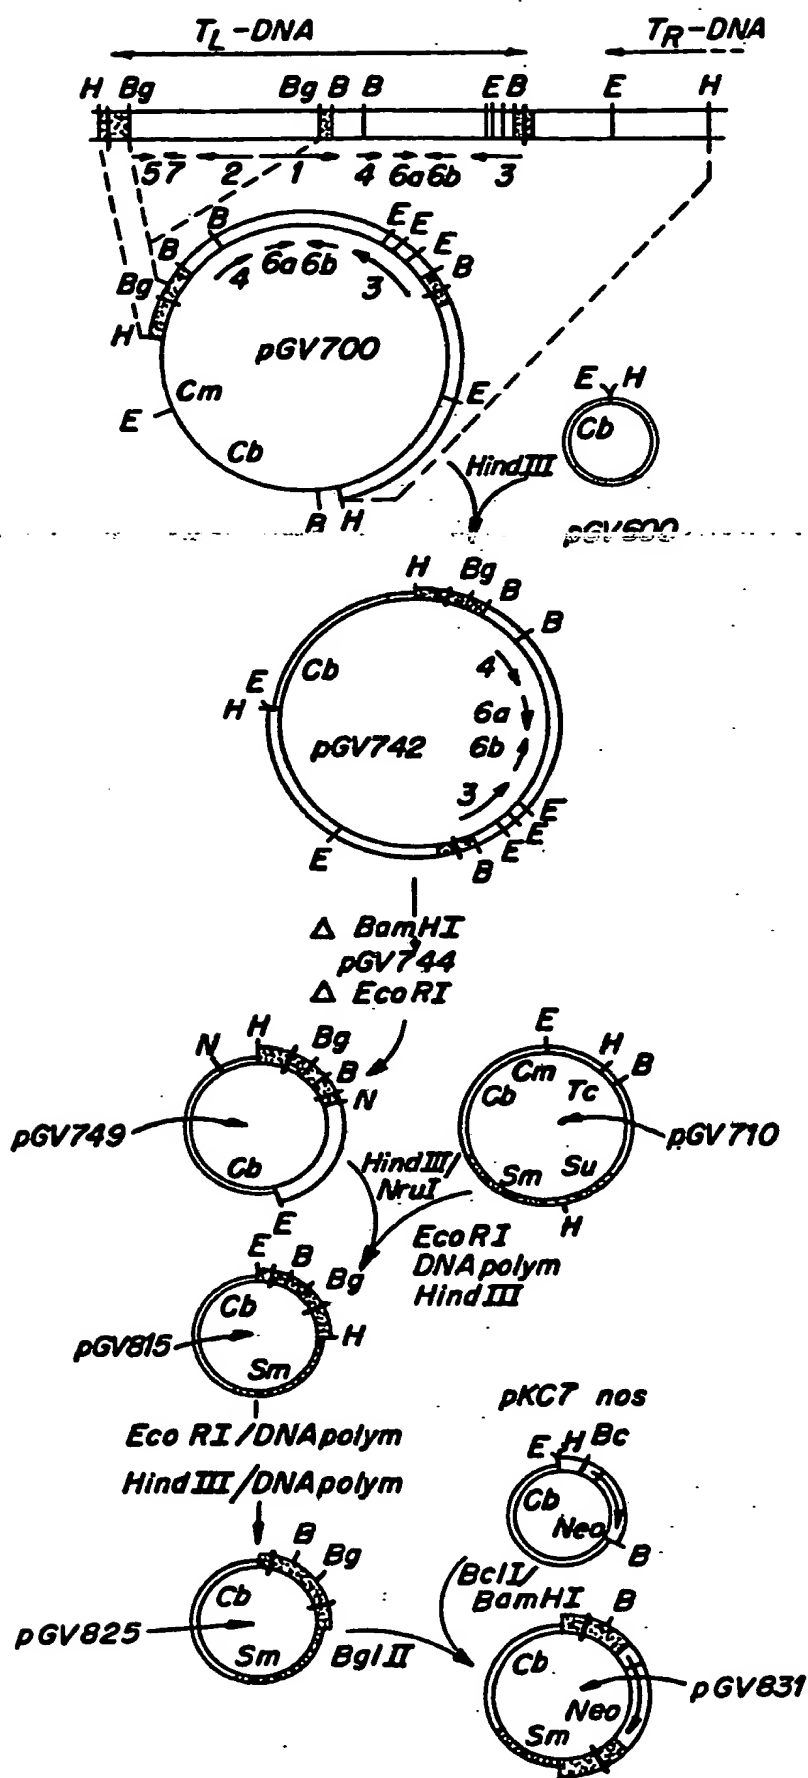 TL-DNA TR-DNA
H Bg Bg B B E B E H
5 7 2 1 4 6a 6b 3
B B E E E B
Bg 4 6a 6b 3
H pGV700
E Cm E
Cb
B H
E H
Cb
HindIII
pGV600
H Bg B B
Cb 4
E
H 6a
pGV742 6b
3 E
E E
E B
Δ BamHI
pGV744
Δ EcoRI
N H Bg B N
pGV749
Cb
E
E H B
Cb Cm Tc
pGV710
Sm Su
H
HindIII/
NruI
EcoRI
DNA polym
HindIII
E B Bg
Cb
pGV815 H
Sm
Eco RI/DNA polym
HindIII/DNA polym
pKC7 nos
E H Bc
Cb
Neo
B
BclI/
BamHI
B Bg
Cb
pGV825
Sm
BglII
B
Cb
pGV831
Neo
Sm